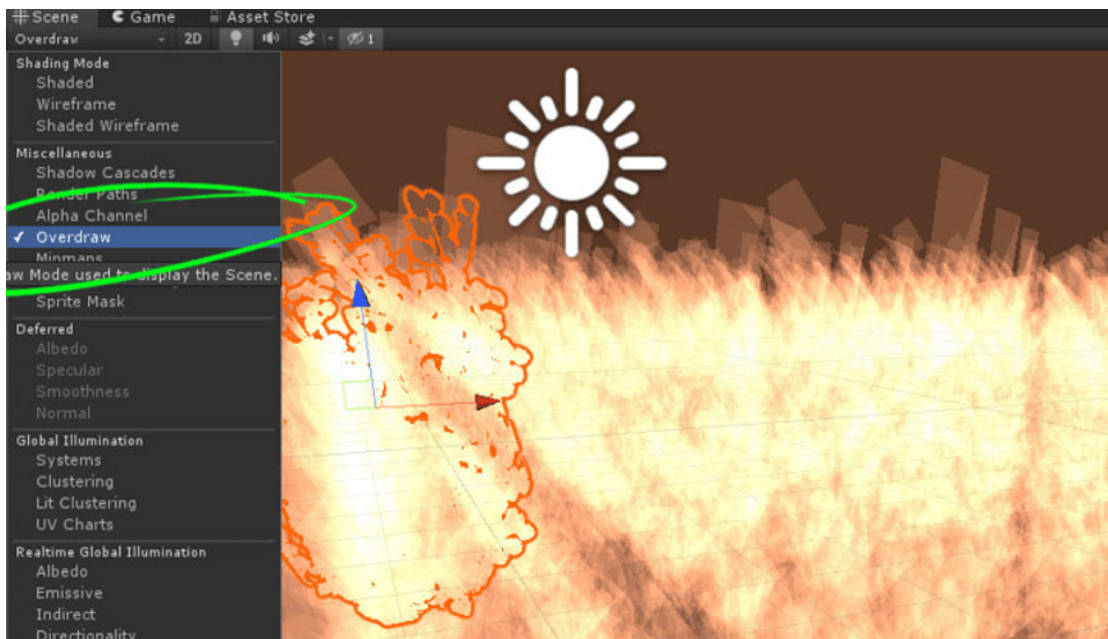 Scene Game Asset Store
Overdraw 2D 1
Shading Mode
Shaded
Wireframe
Shaded Wireframe
Miscellaneous
Shadow Cascades
Render Paths
Alpha Channel
✓ Overdraw
Mipmaps
aw Mode used to display the Scene.
Sprite Mask
Deferred
Albedo
Specular
Smoothness
Normal
Global Illumination
Systems
Clustering
Lit Clustering
UV Charts
Realtime Global Illumination
Albedo
Emissive
Indirect
Directionality